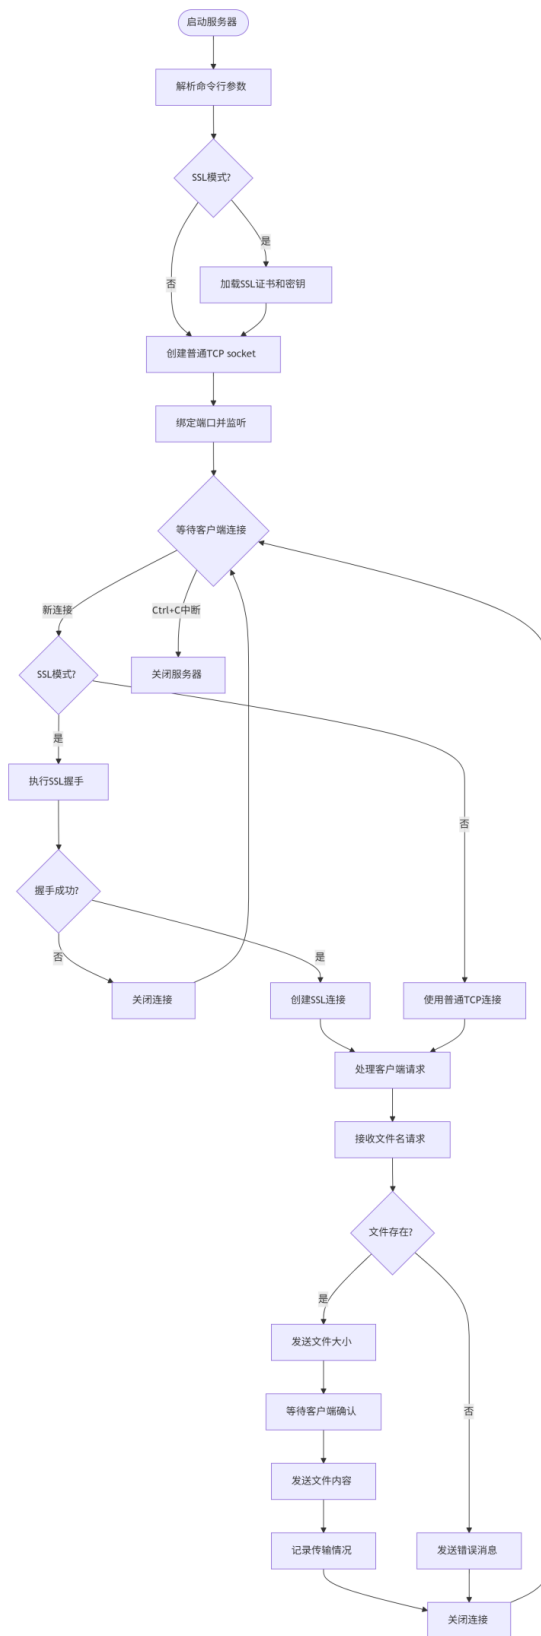 启动服务器
解析命令行参数
SSL模式?
是
否
加载SSL证书和密钥
创建普通TCP socket
绑定端口并监听
等待客户端连接
新连接
Ctrl+C中断
SSL模式?
关闭服务器
是
执行SSL握手
否
握手成功?
否
是
关闭连接
创建SSL连接
使用普通TCP连接
处理客户端请求
接收文件名请求
文件存在?
是
发送文件大小
等待客户端确认
否
发送文件内容
记录传输情况
发送错误消息
关闭连接